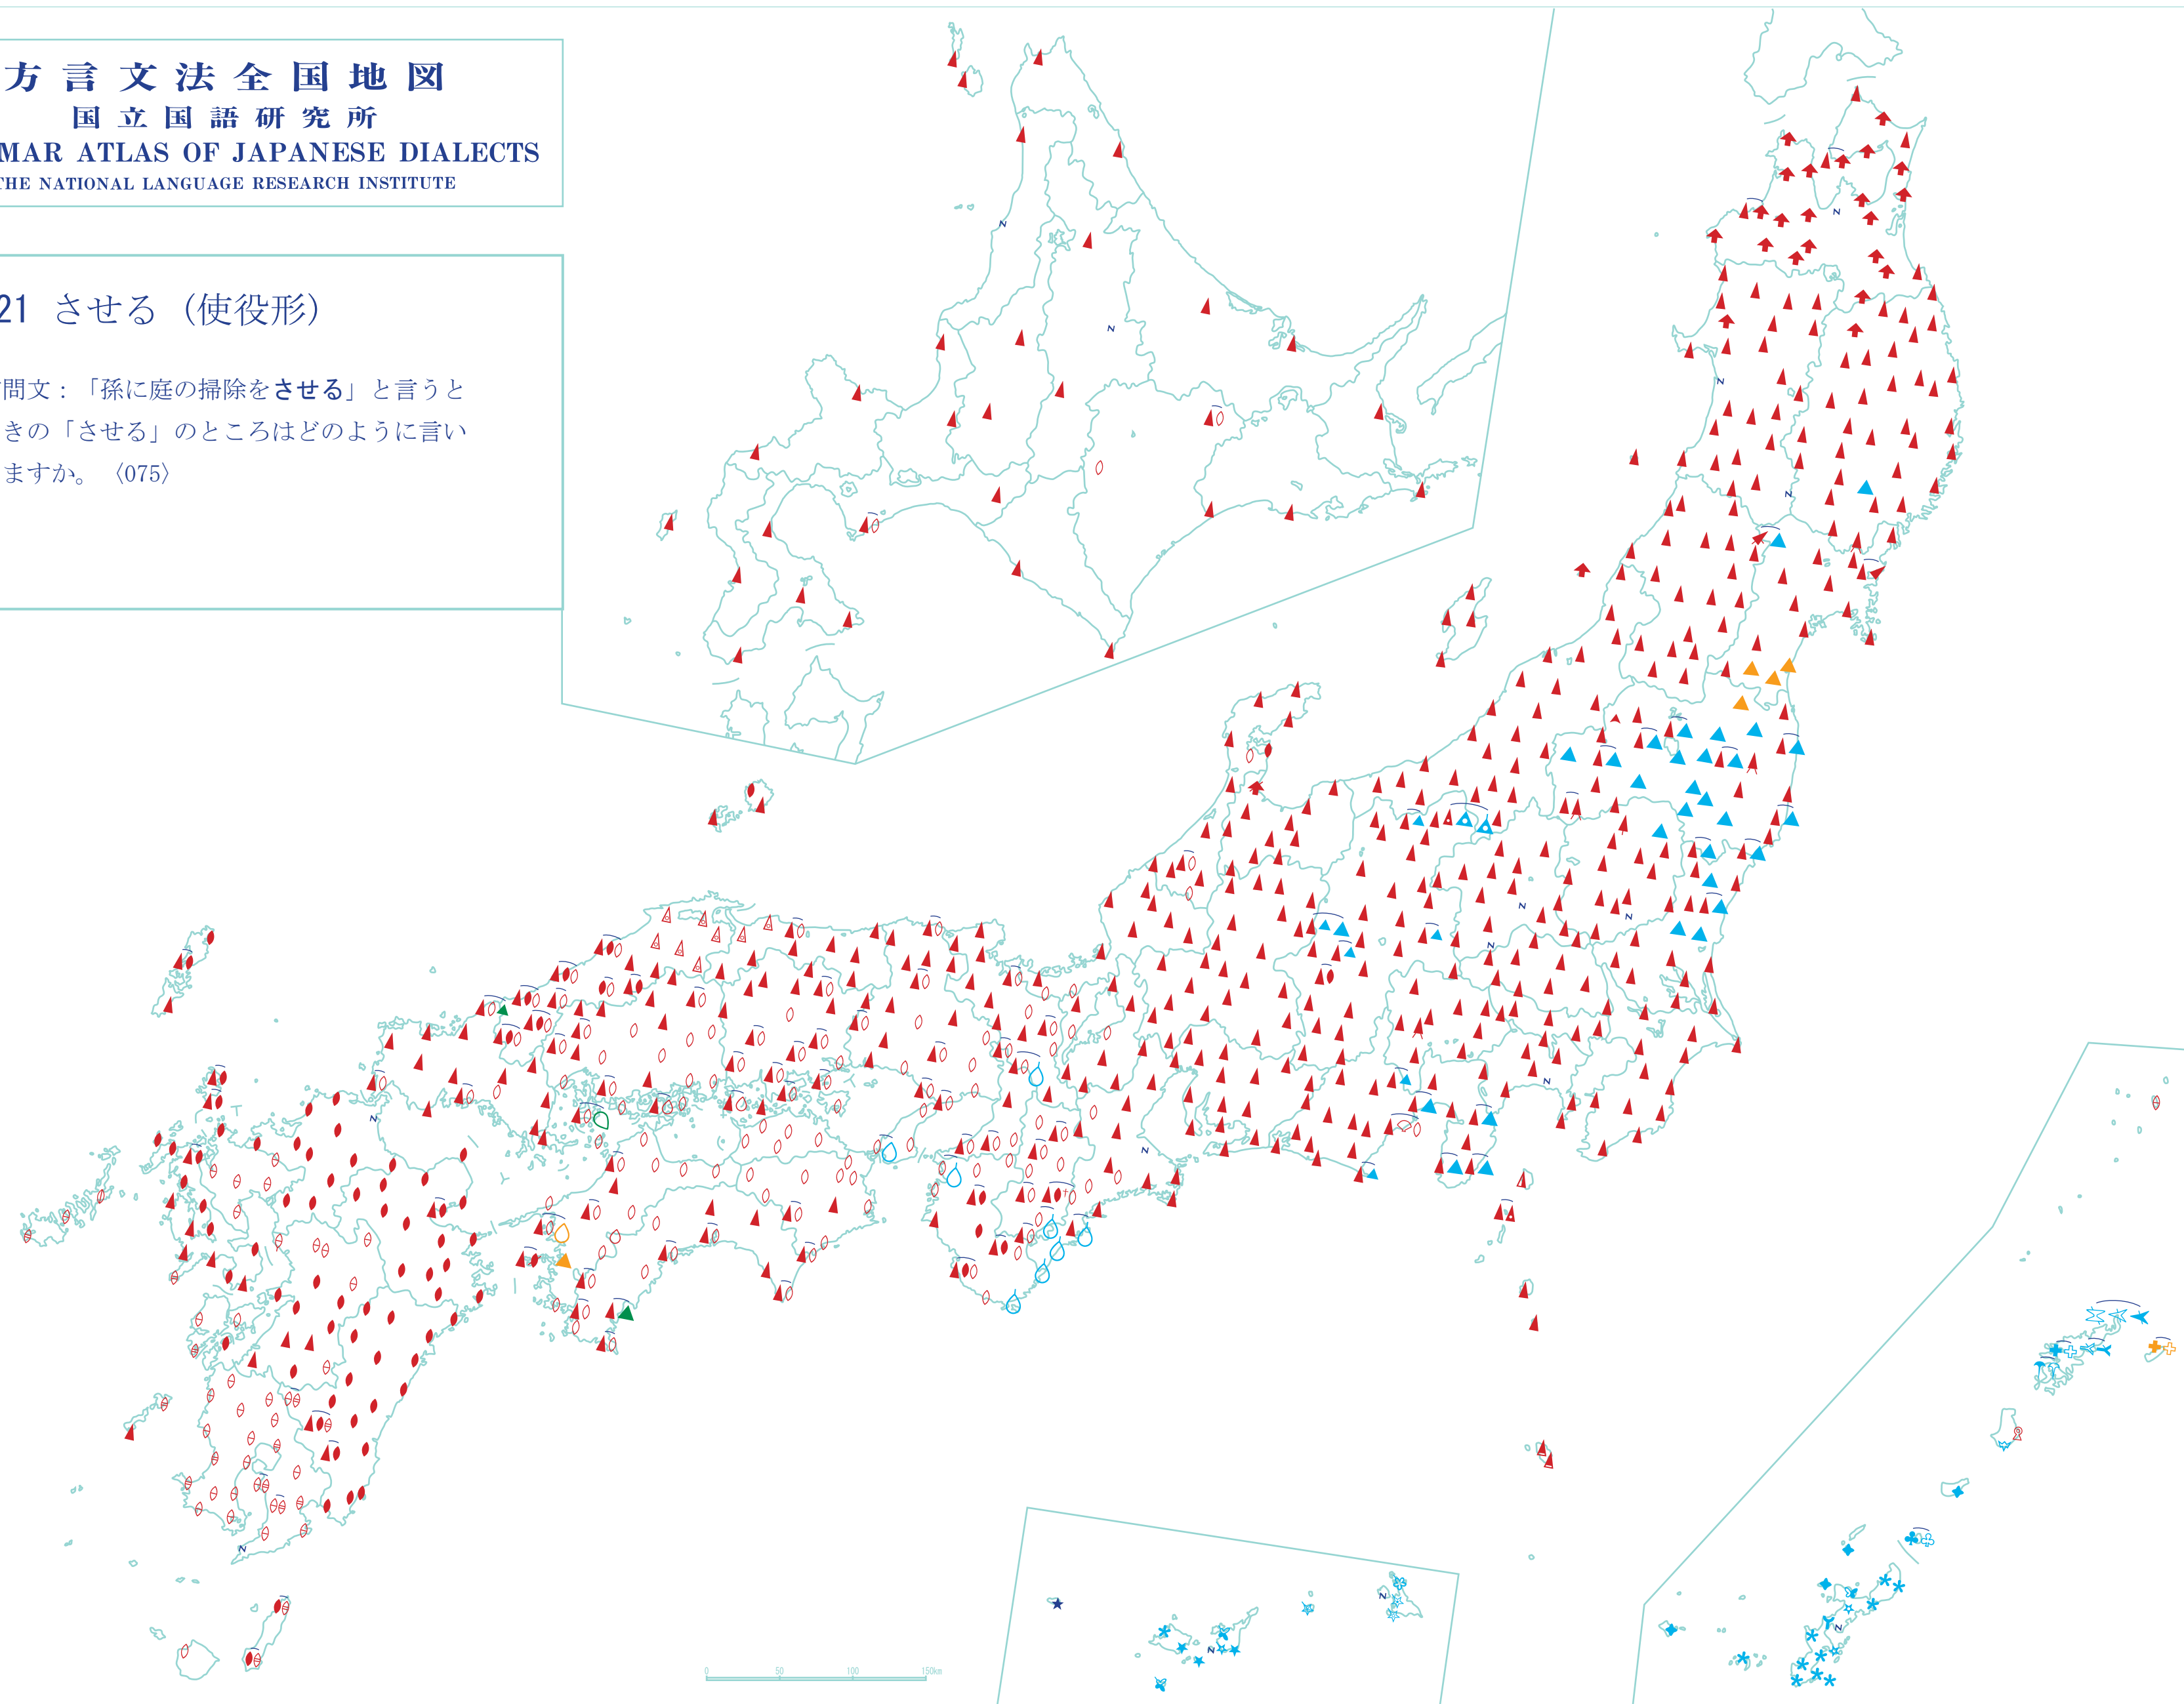 方言文法全国地図
国立国語研究所
MAR ATLAS OF JAPANESE DIALECTS
THE NATIONAL LANGUAGE RESEARCH INSTITUTE
21 させる（使役形）
問文：「孫に庭の掃除をさせる」と言うと
きの「させる」のところはどのように言い
ますか。〈075〉
0 50 100 150km